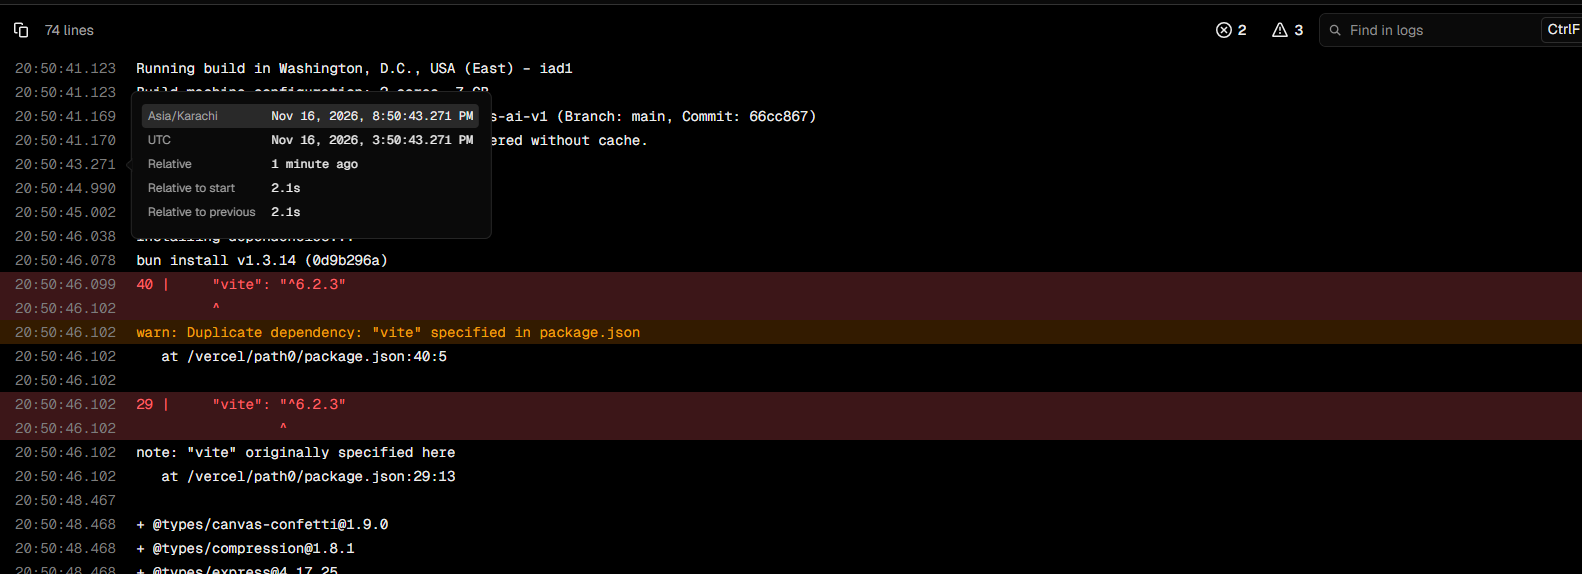 74 lines
2
3
Find in logs
CtrlF
20:50:41.123 Running build in Washington, D.C., USA (East) – iad1
20:50:41.123
20:50:41.169 s-ai-v1 (Branch: main, Commit: 66cc867)
20:50:41.170 ered without cache.
20:50:43.271
20:50:44.990
20:50:45.002
20:50:46.038
Asia/Karachi Nov 16, 2026, 8:50:43.271 PM
UTC Nov 16, 2026, 3:50:43.271 PM
Relative 1 minute ago
Relative to start 2.1s
Relative to previous 2.1s
20:50:46.078 bun install v1.3.14 (0d9b296a)
20:50:46.099 40 | "vite": "^6.2.3"
20:50:46.102 ^
20:50:46.102 warn: Duplicate dependency: "vite" specified in package.json
20:50:46.102 at /vercel/path0/package.json:40:5
20:50:46.102
20:50:46.102 29 | "vite": "^6.2.3"
20:50:46.102 ^
20:50:46.102 note: "vite" originally specified here
20:50:46.102 at /vercel/path0/package.json:29:13
20:50:48.467
20:50:48.468 + @types/canvas-confetti@1.9.0
20:50:48.468 + @types/compression@1.8.1
20:50:48.468 + @types/express@4.17.25